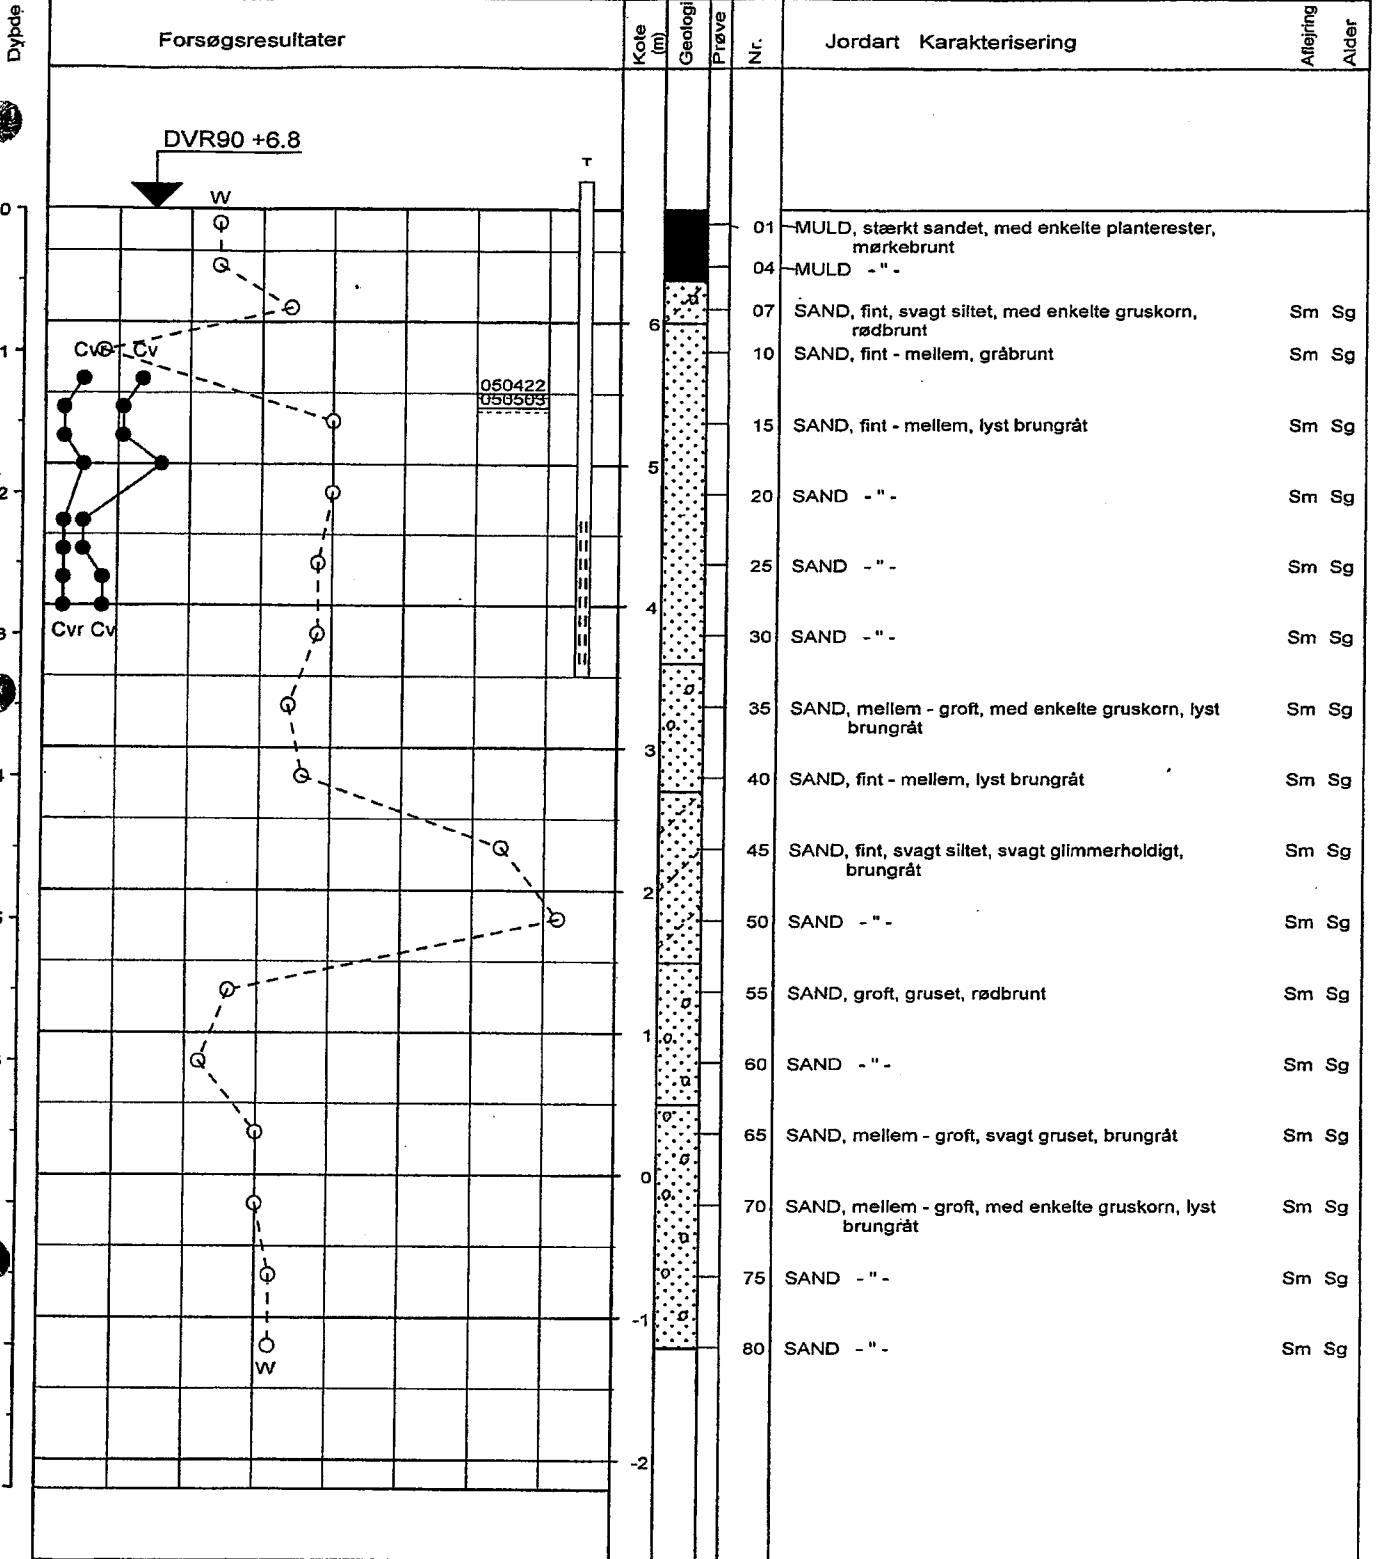 Dybde
Forsøgsresultater
Kote (m)
Geologi
Prøve
Nr.
Jordart Karakterisering
Aflejring
Alder
DVR90 +6.8
T
W
0
01 MULD, stærkt sandet, med enkelte planterester,
mørkebrunt
04 MULD - " -
07 SAND, fint, svagt siltet, med enkelte gruskorn, Sm Sg
rødbrunt
6
1
Cvr Cv
10 SAND, fint - mellem, gråbrunt Sm Sg
050422
050503
15 SAND, fint - mellem, lyst brungråt Sm Sg
5
2
20 SAND - " - Sm Sg
25 SAND - " - Sm Sg
4
3
Cvr Cv
30 SAND - " - Sm Sg
35 SAND, mellem - groft, med enkelte gruskorn, lyst Sm Sg
brungråt
3
40 SAND, fint - mellem, lyst brungråt Sm Sg
45 SAND, fint, svagt siltet, svagt glimmerholdigt, Sm Sg
brungråt
2
50 SAND - " - Sm Sg
55 SAND, groft, gruset, rødbrunt Sm Sg
1
60 SAND - " - Sm Sg
65 SAND, mellem - groft, svagt gruset, brungråt Sm Sg
0
70 SAND, mellem - groft, med enkelte gruskorn, lyst Sm Sg
brungråt
75 SAND - " - Sm Sg
-1
80 SAND - " - Sm Sg
W
-2